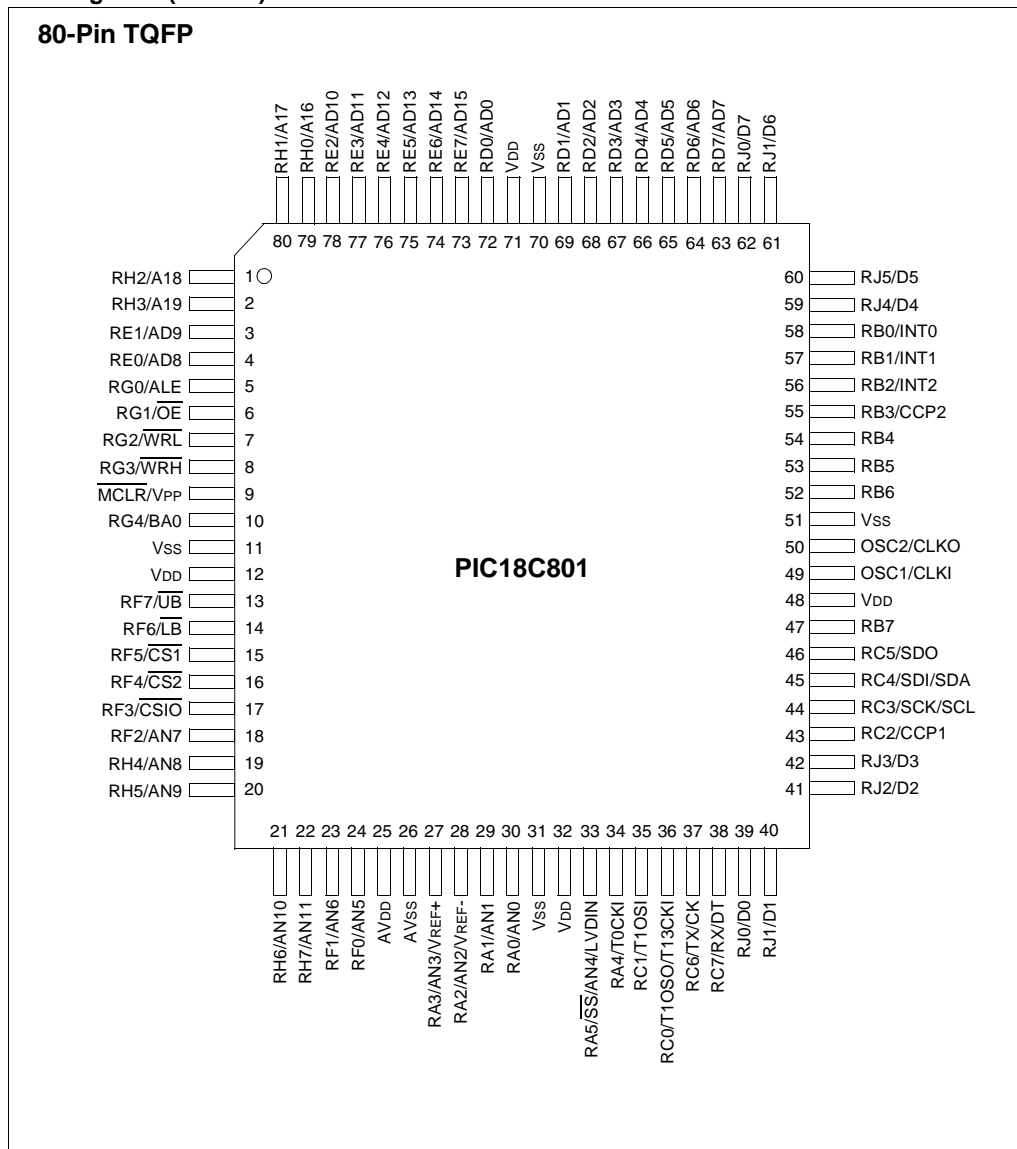 80-Pin TQFP
RH1/A17
RH0/A16
RE2/AD10
RE3/AD11
RE4/AD12
RE5/AD13
RE6/AD14
RE7/AD15
RD0/AD0
VDD
VSS
RD1/AD1
RD2/AD2
RD3/AD3
RD4/AD4
RD5/AD5
RD6/AD6
RD7/AD7
RJ0/D7
RJ1/D6
80 79 78 77 76 75 74 73 72 71 70 69 68 67 66 65 64 63 62 61
RH2/A18 1
RH3/A19 2
RE1/AD9 3
RE0/AD8 4
RG0/ALE 5
RG1/OE 6
RG2/WRL 7
RG3/WRH 8
MCLR/VPP 9
RG4/BA0 10
VSS 11
VDD 12
RF7/UB 13
RF6/LB 14
RF5/CS1 15
RF4/CS2 16
RF3/CSIO 17
RF2/AN7 18
RH4/AN8 19
RH5/AN9 20
PIC18C801
60 RJ5/D5
59 RJ4/D4
58 RB0/INT0
57 RB1/INT1
56 RB2/INT2
55 RB3/CCP2
54 RB4
53 RB5
52 RB6
51 VSS
50 OSC2/CLKO
49 OSC1/CLKI
48 VDD
47 RB7
46 RC5/SDO
45 RC4/SDI/SDA
44 RC3/SCK/SCL
43 RC2/CCP1
42 RJ3/D3
41 RJ2/D2
21 22 23 24 25 26 27 28 29 30 31 32 33 34 35 36 37 38 39 40
RH6/AN10
RH7/AN11
RF1/AN6
RF0/AN5
AVDD
AVSS
RA3/AN3/VREF+
RA2/AN2/VREF-
RA1/AN1
RA0/AN0
VSS
VDD
RA5/SS/AN4/LVDIN
RA4/T0CKI
RC1/T1OSI
RC0/T1OSO/T13CKI
RC6/TX/CK
RC7/RX/DT
RJ0/D0
RJ1/D1